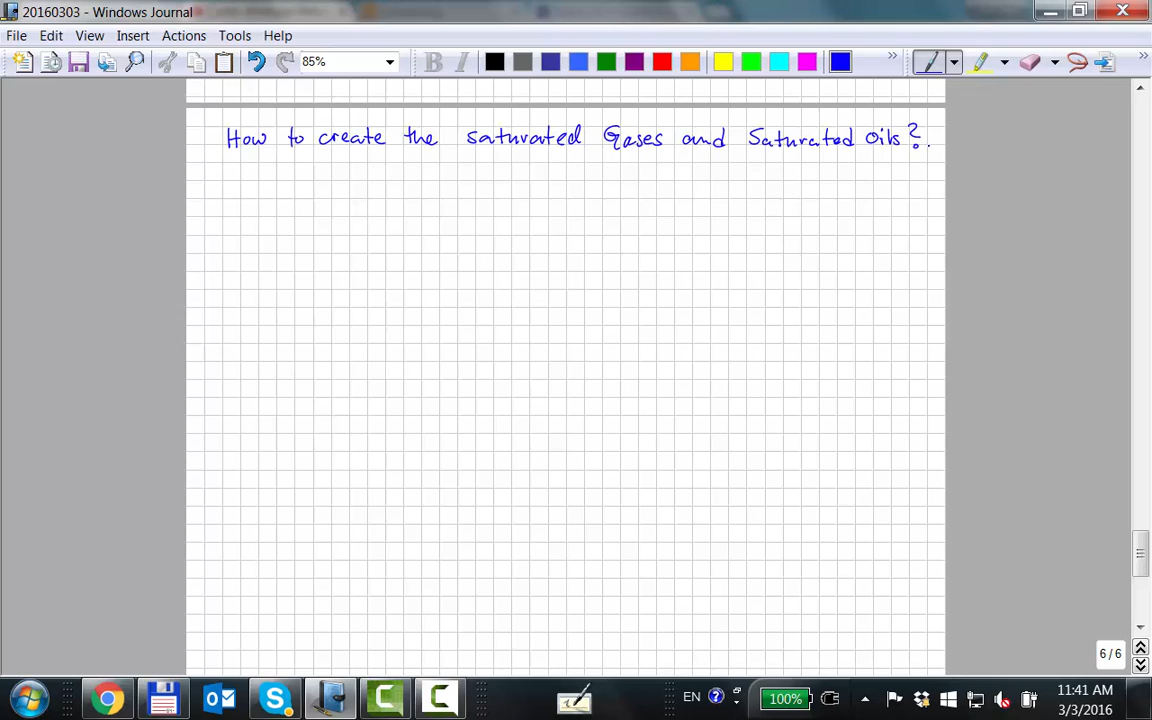 20160303 - Windows Journal
File Edit View Insert Actions Tools Help
85% B I
How to create the saturated Gases and Saturated Oils?.
6/6
EN 100% 11:41 AM
3/3/2016